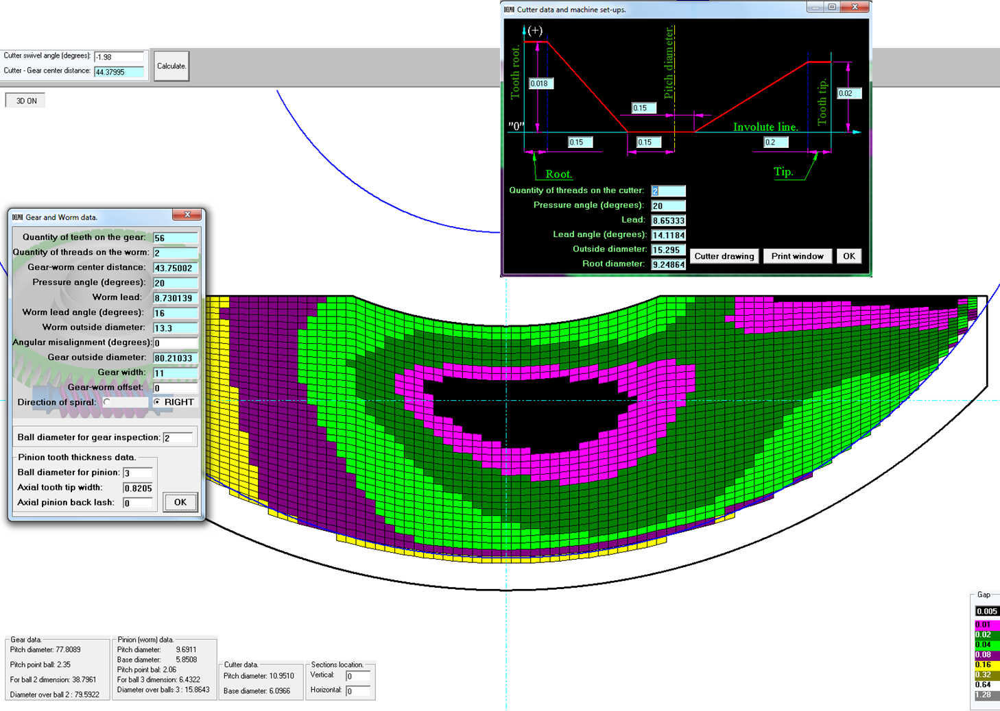 Cutter swivel angle (degrees): -1.98
Cutter - Gear center distance: 44.37995
Calculate.
3D ON
DELPHI Cutter data and machine set-ups.
(+)
Tooth root.
Pitch diameter.
Tooth tip.
0.018
0.02
0.15
"0"
Involute line.
0.15
0.15
0.2
Root.
Tip.
Quantity of threads on the cutter: 2
Pressure angle (degrees): 20
Lead: 8.65333
Lead angle (degrees): 14.1184
Outside diameter: 15.295
Root diameter: 9.24864
Cutter drawing
Print window
OK
DELPHI Gear and Worm data.
Quantity of teeth on the gear: 56
Quantity of threads on the worm: 2
Gear-worm center distance: 43.75002
Pressure angle (degrees): 20
Worm lead: 8.730139
Worm lead angle (degrees): 16
Worm outside diameter: 13.3
Angular misalignment (degrees): 0
Gear outside diameter: 80.21033
Gear width: 11
Gear-worm offset: 0
Direction of spiral: RIGHT
Ball diameter for gear inspection: 2
Pinion tooth thickness data.
Ball diameter for pinion: 3
Axial tooth tip width: 0.8205
Axial pinion back lash: 0
OK
Gear data.
Pitch diameter: 77.8089
Pitch point ball: 2.35
For ball 2 dimension: 38.7961
Diameter over ball 2 : 79.5922
Pinion (worm) data.
Pitch diameter: 9.6911
Base diameter: 5.8508
Pitch point bal: 2.06
For ball 3 dimension: 6.4322
Diameter over balls 3 : 15.8643
Cutter data.
Pitch diameter: 10.9510
Base diameter: 6.0966
Sections location.
Vertical: 0
Horizontal: 0
Gap
0.005
0.01
0.02
0.04
0.08
0.16
0.32
0.64
1.28